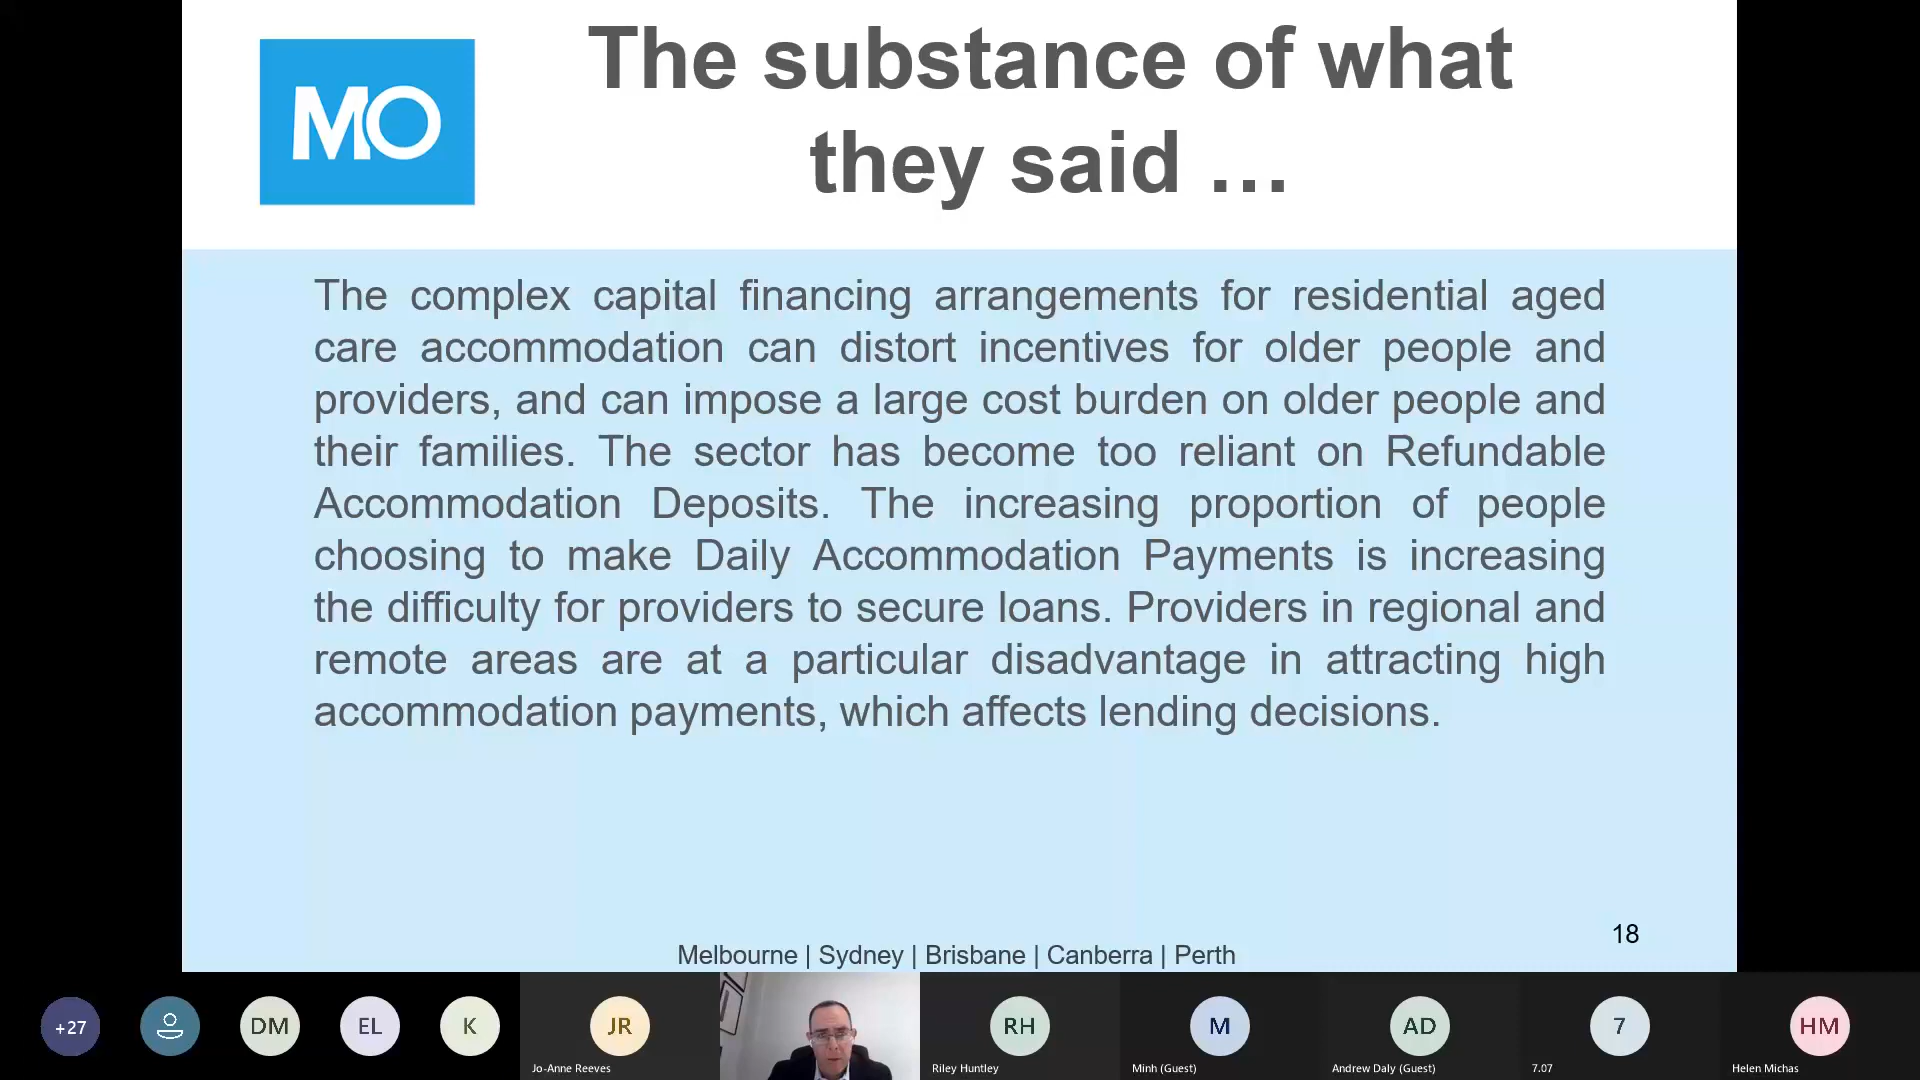 MO
The substance of what
they said …
The complex capital financing arrangements for residential aged
care accommodation can distort incentives for older people and
providers, and can impose a large cost burden on older people and
their families. The sector has become too reliant on Refundable
Accommodation Deposits. The increasing proportion of people
choosing to make Daily Accommodation Payments is increasing
the difficulty for providers to secure loans. Providers in regional and
remote areas are at a particular disadvantage in attracting high
accommodation payments, which affects lending decisions.
18
Melbourne | Sydney | Brisbane | Canberra | Perth
+27
DM
EL
K
JR
RH
M
AD
7
HM
Jo-Anne Reeves
Riley Huntley
Minh (Guest)
Andrew Daly (Guest)
7.07
Helen Michas